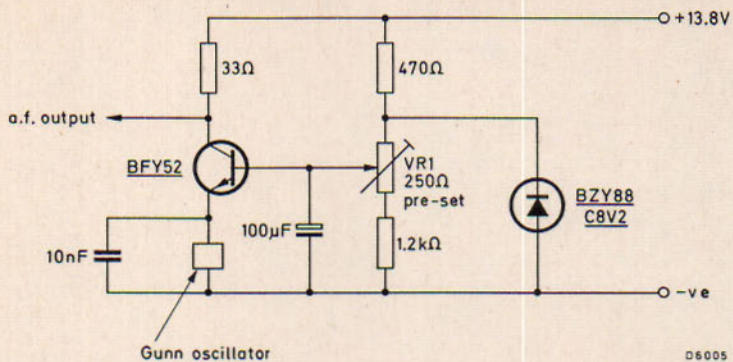 +13.8V
33Ω
470Ω
a.f. output
BFY52
VR1
250Ω
pre-set
BZY88
C8V2
100µF
10nF
1.2kΩ
-ve
Gunn oscillator
D6005